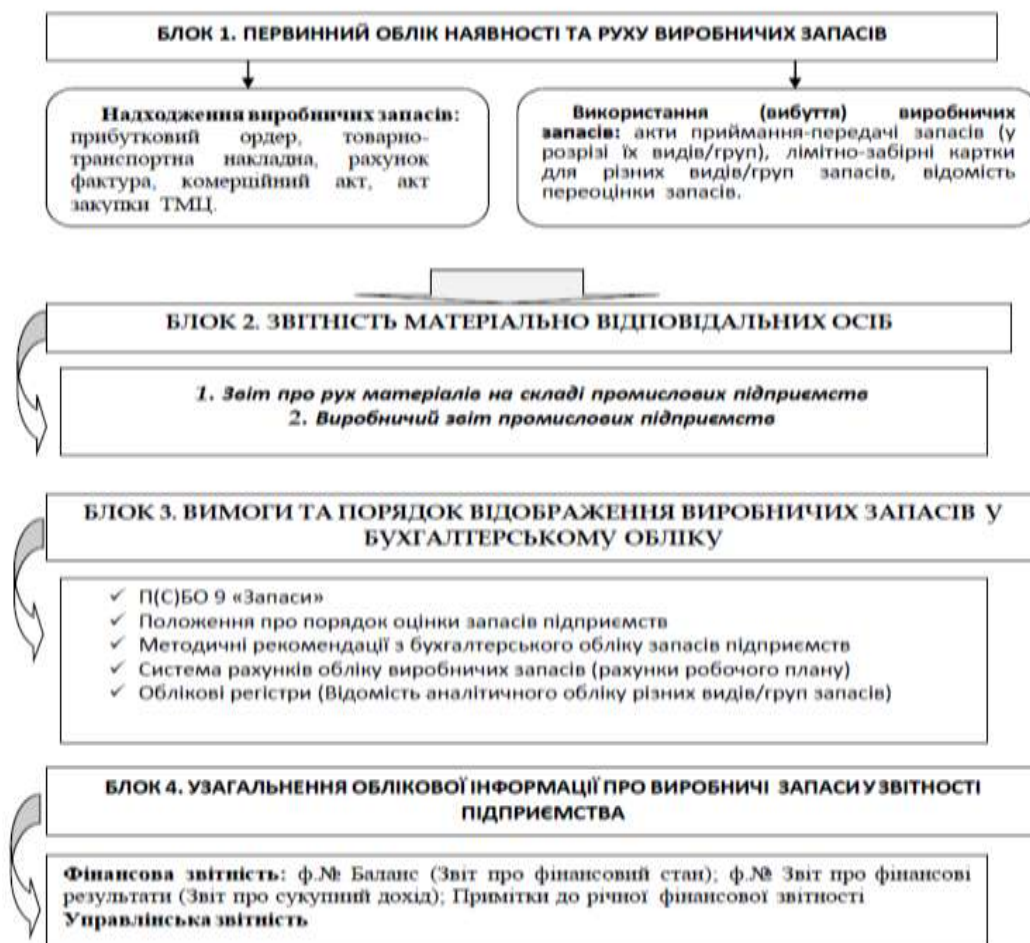 БЛОК 1. ПЕРВИННИЙ ОБЛІК НАЯВНОСТІ ТА РУХУ ВИРОБНИЧИХ ЗАПАСІВ
Надходження виробничих запасів:
прибутковий ордер, товарно-
транспортна накладна, рахунок
фактура, комерційний акт, акт
закупки ТМЦ.
Використання (вибуття) виробничих
запасів: акти приймання-передачі запасів (у
розрізі їх видів/груп), лімітно-забірні картки
для різних видів/груп запасів, відомість
переоцінки запасів.
БЛОК 2. ЗВІТНІСТЬ МАТЕРІАЛЬНО ВІДПОВІДАЛЬНИХ ОСІБ
1. Звіт про рух матеріалів на складі промислових підприємств
2. Виробничий звіт промислових підприємств
БЛОК 3. ВИМОГИ ТА ПОРЯДОК ВІДОБРАЖЕННЯ ВИРОБНИЧИХ ЗАПАСІВ У
БУХГАЛТЕРСЬКОМУ ОБЛІКУ
✓ П(С)БО 9 «Запаси»
✓ Положення про порядок оцінки запасів підприємств
✓ Методичні рекомендації з бухгалтерського обліку запасів підприємств
✓ Система рахунків обліку виробничих запасів (рахунки робочого плану)
✓ Облікові регістри (Відомість аналітичного обліку різних видів/груп запасів)
БЛОК 4. УЗАГАЛЬНЕННЯ ОБЛІКОВОЇ ІНФОРМАЦІЇ ПРО ВИРОБНИЧІ ЗАПАСИ У ЗВІТНОСТІ
ПІДПРИЄМСТВА
Фінансова звітність: ф.№ Баланс (Звіт про фінансовий стан); ф.№ Звіт про фінансові
результати (Звіт про сукупний дохід); Примітки до річної фінансової звітності
Управлінська звітність